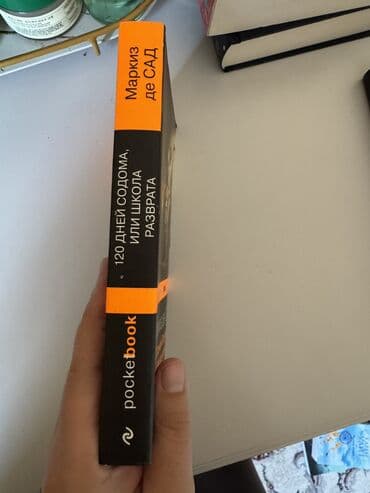 Маркиз
де САД
120 ДНЕЙ СОДОМА,
ИЛИ ШКОЛА
РАЗВРАТА
pocketbook